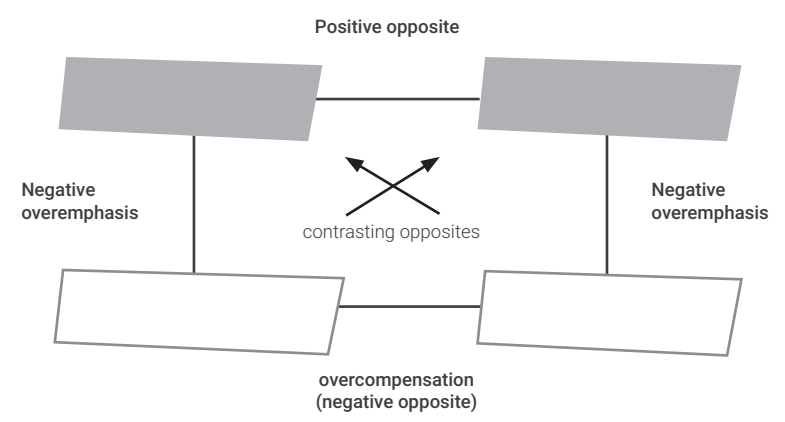 Positive opposite
Negative
overemphasis
Negative
overemphasis
contrasting opposites
overcompensation
(negative opposite)